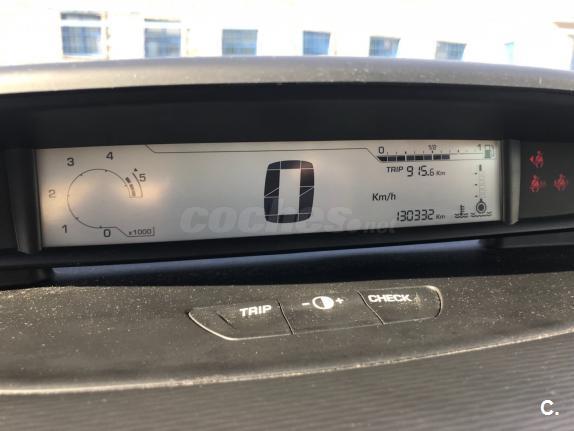 3 4 5
2
1 0 x1000
0
0 1/2 1
TRIP 915.6 Km
Km/h
130332 Km
coches.net
TRIP
- +
CHECK
C.